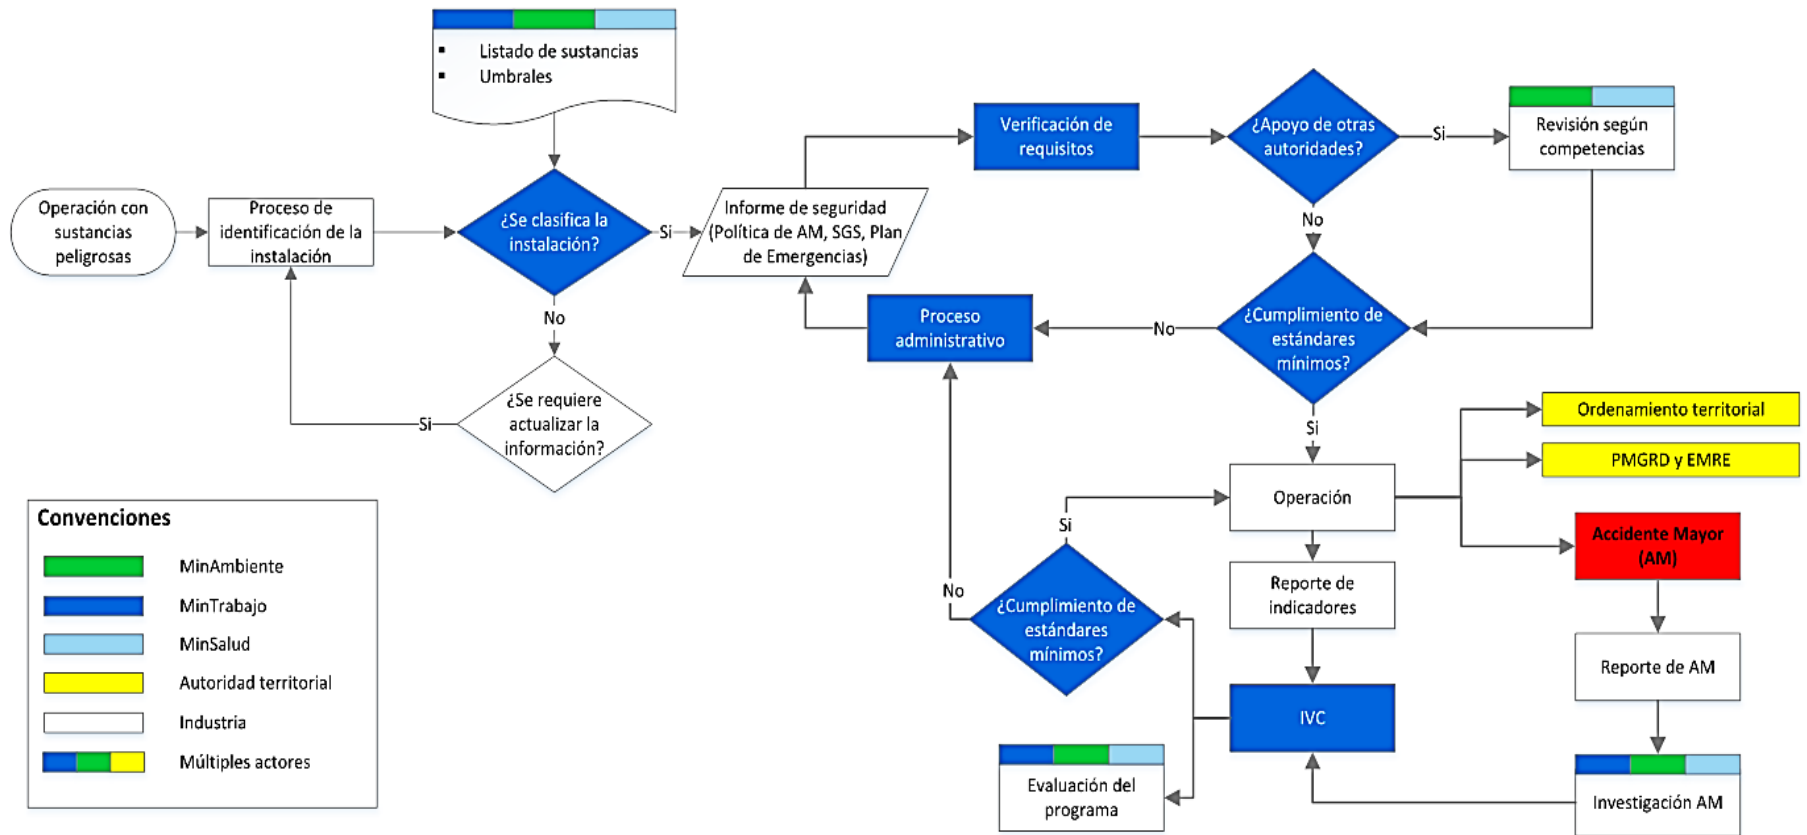 Listado de sustancias
Umbrales
Operación con
sustancias
peligrosas
Proceso de
identificación de la
instalación
¿Se clasifica la
instalación?
Si
No
¿Se requiere
actualizar la
información?
Si
Informe de seguridad
(Política de AM, SGS, Plan
de Emergencias)
Verificación de
requisitos
¿Apoyo de otras
autoridades?
Si
Revisión según
competencias
No
¿Cumplimiento de
estándares
mínimos?
No
Proceso
administrativo
Si
Operación
Ordenamiento territorial
PMGRD y EMRE
Accidente Mayor
(AM)
Reporte de AM
Investigación AM
Reporte de
indicadores
IVC
¿Cumplimiento de
estándares
mínimos?
Si
No
Evaluación del
programa
Convenciones
MinAmbiente
MinTrabajo
MinSalud
Autoridad territorial
Industria
Múltiples actores